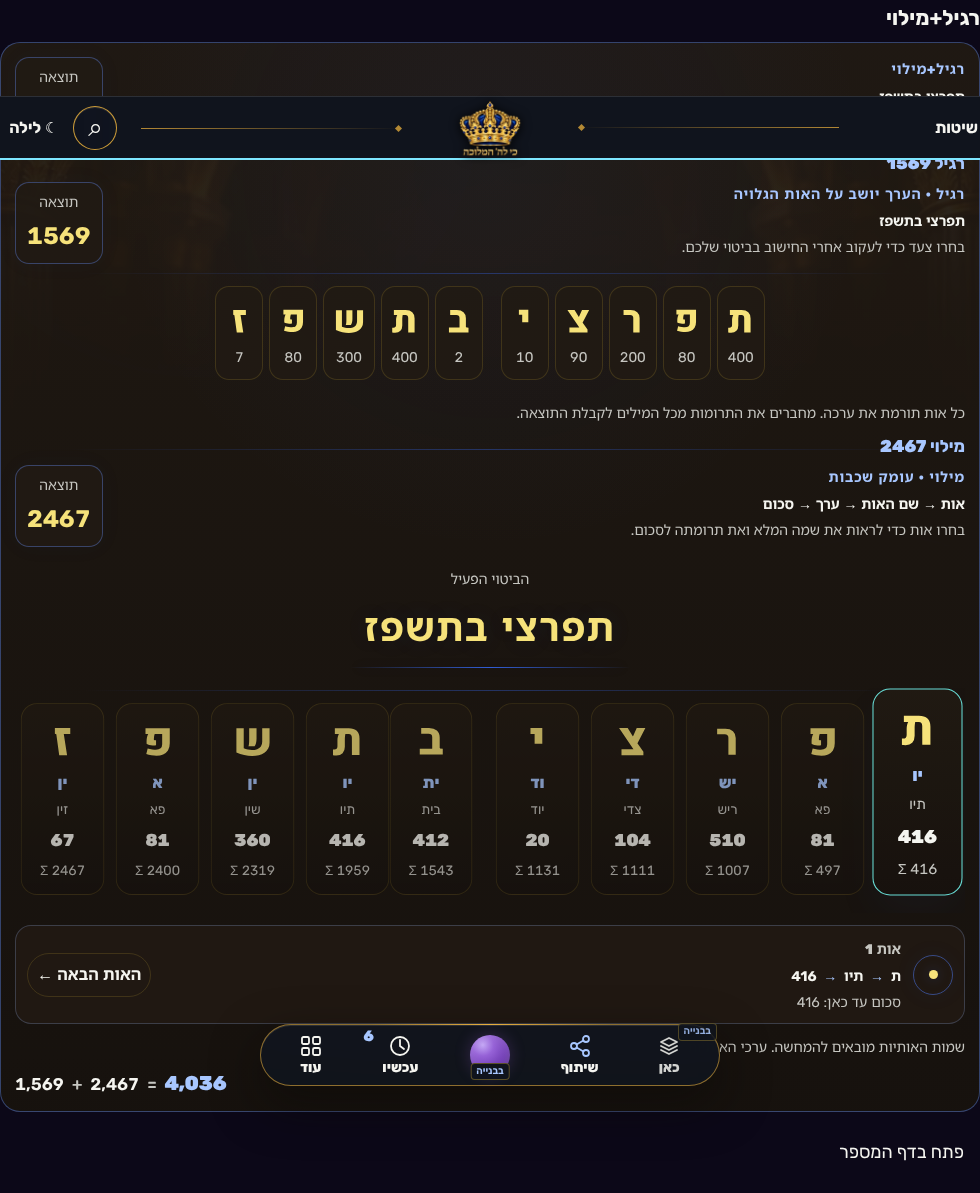 רגיל+מילוי
רגיל+מילוי
תוצאה
שיטות
כי לה' המלוכה
☾ לילה
רגיל 1569
רגיל • הערך יושב על האות הגלויה
תפרצי בתשפז
בחרו צעד כדי לעקוב אחרי החישוב בביטוי שלכם.
תוצאה
1569
ת פ ר צ י ב ת ש פ ז
400 80 200 90 10 2 400 300 80 7
כל אות תורמת את ערכה. מחברים את התרומות מכל המילים לקבלת התוצאה.
מילוי 2467
מילוי • עומק שכבות
אות → שם האות → ערך → סכום
בחרו אות כדי לראות את שמה המלא ואת תרומתה לסכום.
תוצאה
2467
הביטוי הפעיל
תפרצי בתשפז
ת פ ר צ י ב ת ש פ ז
יו א יש די וד ית יו ין א ין
תיו פא ריש צדי יוד בית תיו שין פא זין
416 81 510 104 20 412 416 360 81 67
Σ 416 Σ 497 Σ 1007 Σ 1111 Σ 1131 Σ 1543 Σ 1959 Σ 2319 Σ 2400 Σ 2467
אות 1
ת → תיו → 416
סכום עד כאן: 416
האות הבאה ←
שמות האותיות מובאים להמחשה. ערכי
בבנייה
כאן
שיתוף
בבנייה
6
עכשיו
עוד
1,569 + 2,467 = 4,036
פתח בדף המספר